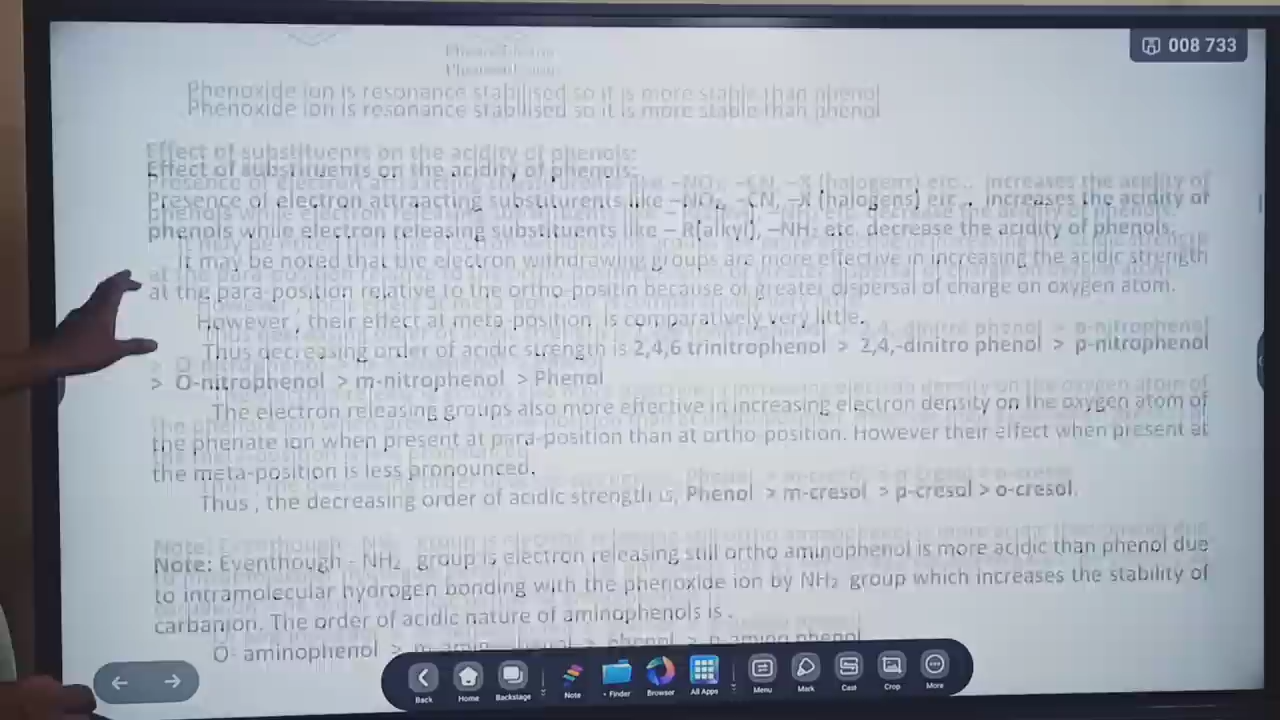 008 733
Phenoxide ion is resonance stabilised so it is more stable than phenol
Effect of substituents on the acidity of phenols:
Presence of electron attraacting substiturents like –NO₂, –CN, –X (halogens) etc., increases the acidity of
phenols while electron releasing substituents like – R(alkyl), –NH₂ etc. decrease the acidity of phenols.
It may be noted that the electron withdrawing groups are more effective in increasing the acidic strength
at the para-position relative to the ortho-positin because of greater dispersal of charge on oxygen atom.
However , their effect at meta-position is comparatively very little.
Thus decreasing order of acidic strength is 2,4,6 trinitrophenol > 2,4,-dinitro phenol > p-nitrophenol
> O-nitrophenol > m-nitrophenol > Phenol
The electron releasing groups also more effective in increasing electron density on the oxygen atom of
the phenate ion when present at para-position than at ortho-position. However their effect when present at
the meta-position is less pronounced.
Thus , the decreasing order of acidic strength is, Phenol > m-cresol > p-cresol > o-cresol.
Note: Eventhough - NH₂ group is electron releasing still ortho aminophenol is more acidic than phenol due
to intramolecular hydrogen bonding with the phenoxide ion by NH₂ group which increases the stability of
carbanion. The order of acidic nature of aminophenols is .
O- aminophenol > phenol >
Back Home Backstage Note Finder Browser All Apps Menu Mark Cast Crop More